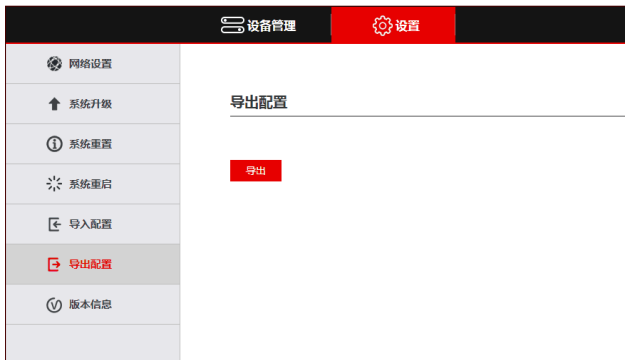 设备管理 设置
网络设置
系统升级
系统重置
系统重启
导入配置
导出配置
版本信息
导出配置
导出